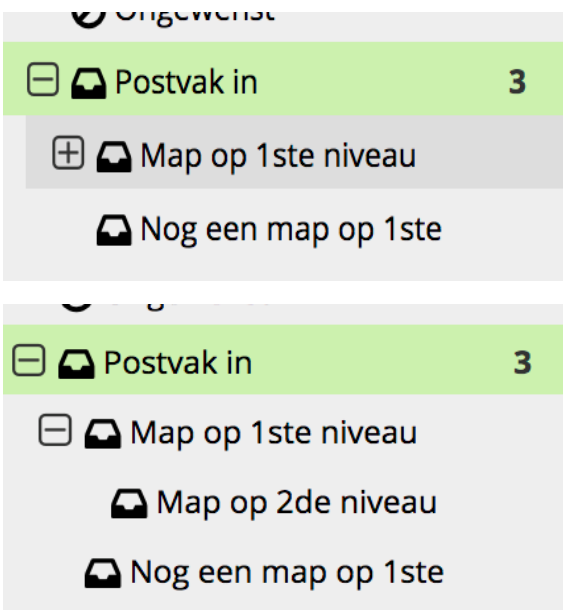 Ongewenst
Postvak in 3
Map op 1ste niveau
Nog een map op 1ste
Postvak in 3
Map op 1ste niveau
Map op 2de niveau
Nog een map op 1ste